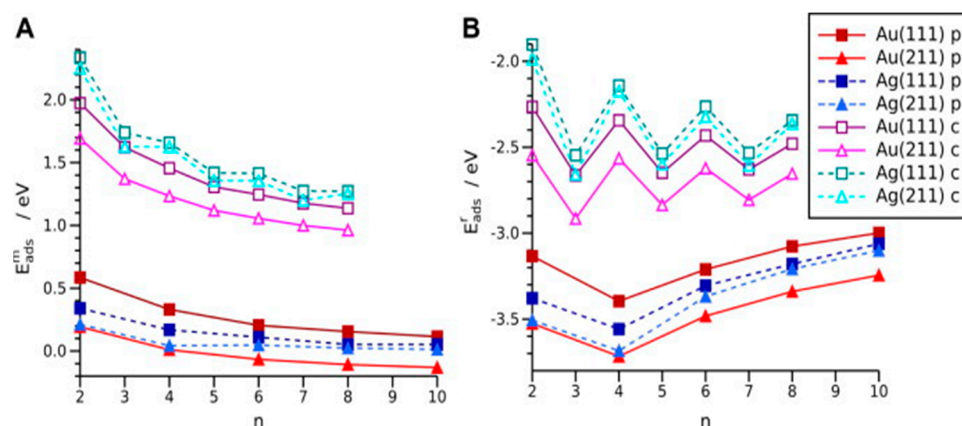 A
E^m_ads / eV
2.0
1.5
1.0
0.5
0.0
2 3 4 5 6 7 8 9 10
n
B
E^r_ads / eV
-2.0
-2.5
-3.0
-3.5
2 3 4 5 6 7 8 9 10
n
Au(111) p
Au(211) p
Ag(111) p
Ag(211) p
Au(111) c
Au(211) c
Ag(111) c
Ag(211) c